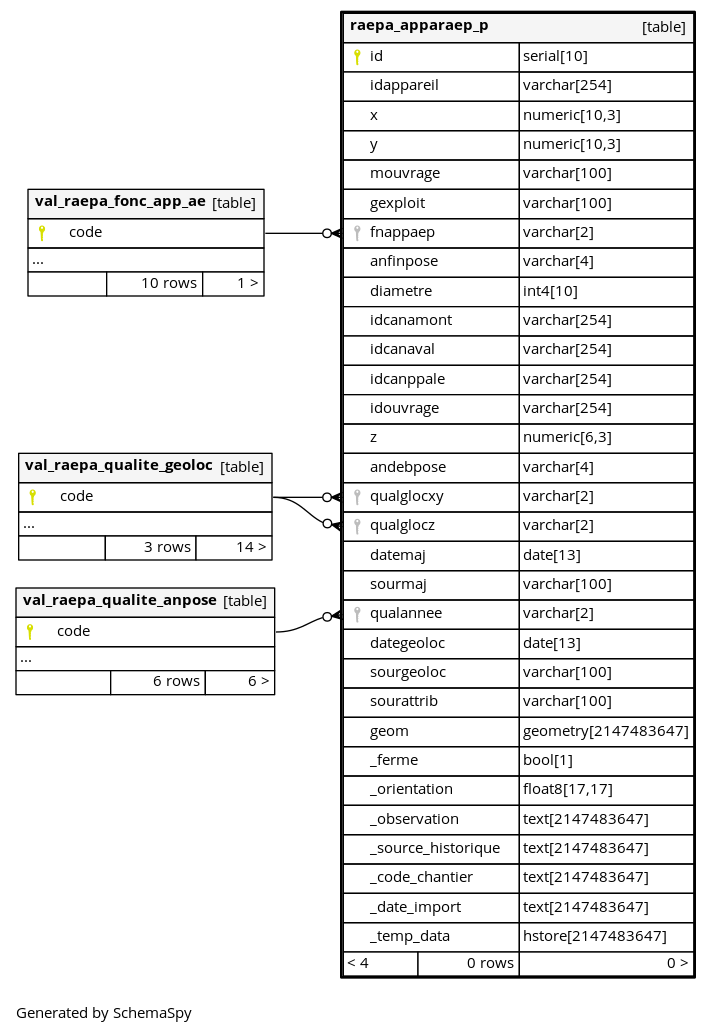 raepa_apparaep_p [table]
id serial[10]
idappareil varchar[254]
x numeric[10,3]
y numeric[10,3]
mouvrage varchar[100]
gexploit varchar[100]
fnappaep varchar[2]
anfinpose varchar[4]
diametre int4[10]
idcanamont varchar[254]
idcanaval varchar[254]
idcanppale varchar[254]
idouvrage varchar[254]
z numeric[6,3]
andebpose varchar[4]
qualglocxy varchar[2]
qualglocz varchar[2]
datemaj date[13]
sourmaj varchar[100]
qualannee varchar[2]
dategeoloc date[13]
sourgeoloc varchar[100]
sourattrib varchar[100]
geom geometry[2147483647]
_ferme bool[1]
_orientation float8[17,17]
_observation text[2147483647]
_source_historique text[2147483647]
_code_chantier text[2147483647]
_date_import text[2147483647]
_temp_data hstore[2147483647]
< 4 0 rows 0 >
val_raepa_fonc_app_ae [table]
code
...
10 rows 1 >
val_raepa_qualite_geoloc [table]
code
...
3 rows 14 >
val_raepa_qualite_anpose [table]
code
...
6 rows 6 >
Generated by SchemaSpy